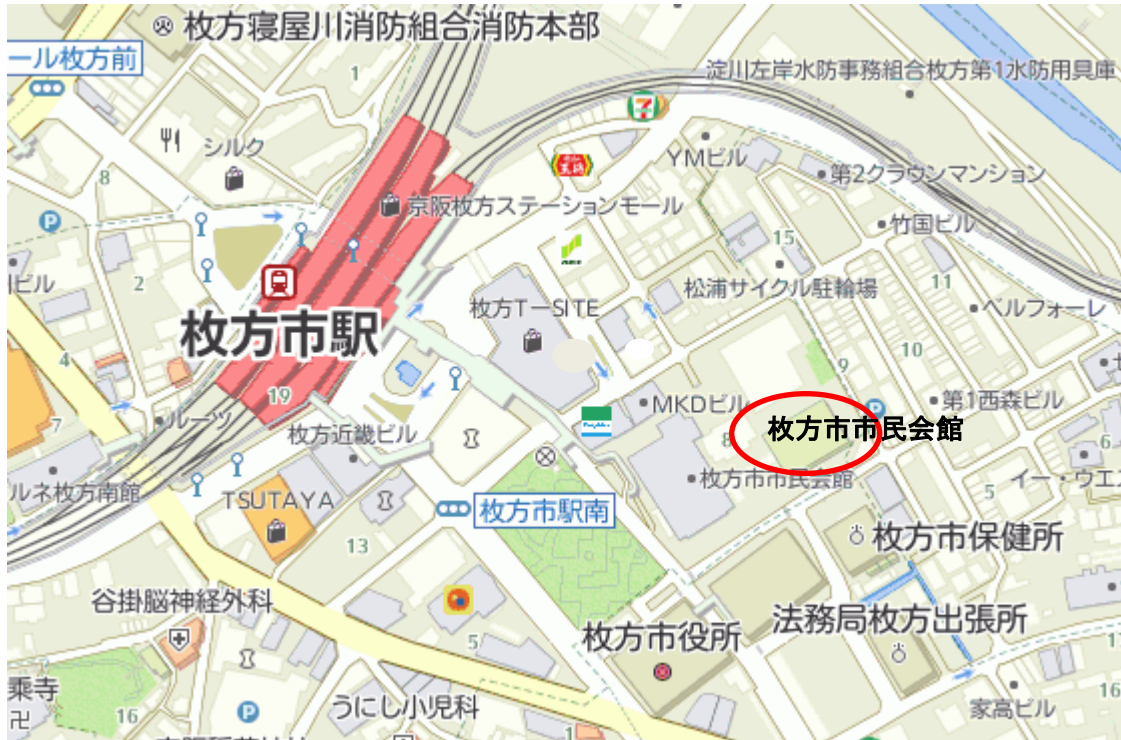 枚方寝屋川消防組合消防本部
ール枚方前
淀川左岸水防事務組合枚方第1水防用具庫
1
7
シルク
YMビル
第2クラウンマンション
8
京阪枚方ステーションモール
竹国ビル
P
15
ビル
2
松浦サイクル駐輪場
11
枚方T-SITE
ベルフォーレ
枚方市駅
4
10
9
19
MKDビル
第1西森ビル
P
7
ルーツ
枚方近畿ビル
8
枚方市市民会館
6
枚方市市民会館
イー・ウエ
ルネ枚方南館
TSUTAYA
5
枚方市駅南
13
枚方市保健所
谷掛脳神経外科
法務局枚方出張所
5
枚方市役所
1
乗寺
16
家高ビル
16
P
うにし小児科
1